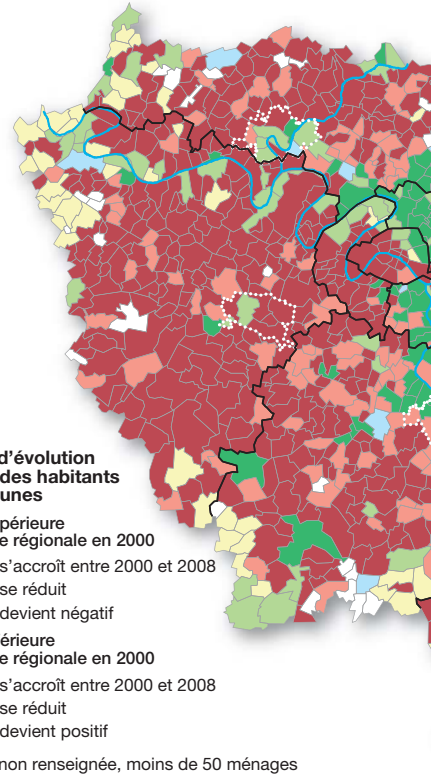 d'évolution
des habitants
unes
périeure
e régionale en 2000
s'accroît entre 2000 et 2008
se réduit
devient négatif
érieure
e régionale en 2000
s'accroît entre 2000 et 2008
se réduit
devient positif
non renseignée, moins de 50 ménages